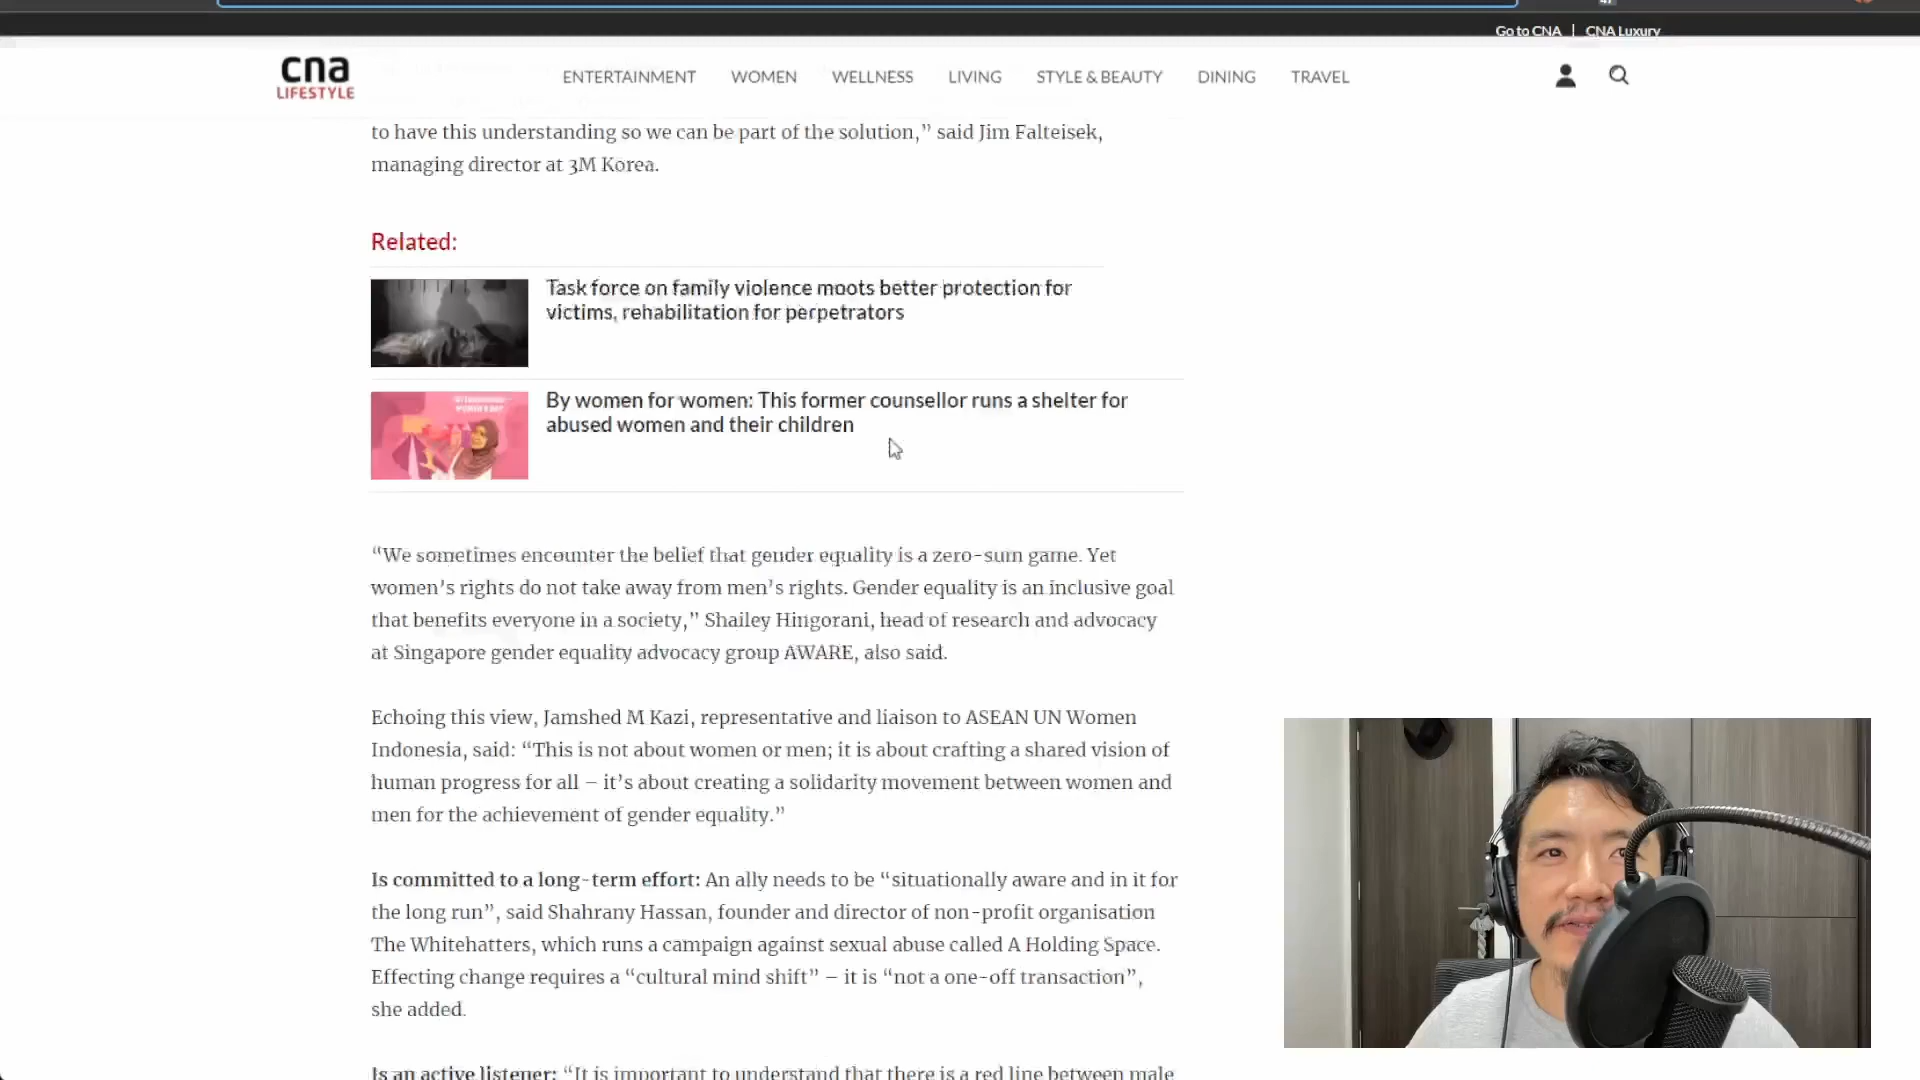 Go to CNA | CNA Luxury
cna
LIFESTYLE
ENTERTAINMENT WOMEN WELLNESS LIVING STYLE & BEAUTY DINING TRAVEL
to have this understanding so we can be part of the solution,” said Jim Falteisek,
managing director at 3M Korea.
Related:
Task force on family violence moots better protection for
victims, rehabilitation for perpetrators
By women for women: This former counsellor runs a shelter for
abused women and their children
“We sometimes encounter the belief that gender equality is a zero-sum game. Yet
women’s rights do not take away from men’s rights. Gender equality is an inclusive goal
that benefits everyone in a society,” Shailey Hingorani, head of research and advocacy
at Singapore gender equality advocacy group AWARE, also said.
Echoing this view, Jamshed M Kazi, representative and liaison to ASEAN UN Women
Indonesia, said: “This is not about women or men; it is about crafting a shared vision of
human progress for all – it’s about creating a solidarity movement between women and
men for the achievement of gender equality.”
Is committed to a long-term effort: An ally needs to be “situationally aware and in it for
the long run”, said Shahrany Hassan, founder and director of non-profit organisation
The Whitehatters, which runs a campaign against sexual abuse called A Holding Space.
Effecting change requires a “cultural mind shift” – it is “not a one-off transaction”,
she added.
Is an active listener: “It is important to understand that there is a red line between male